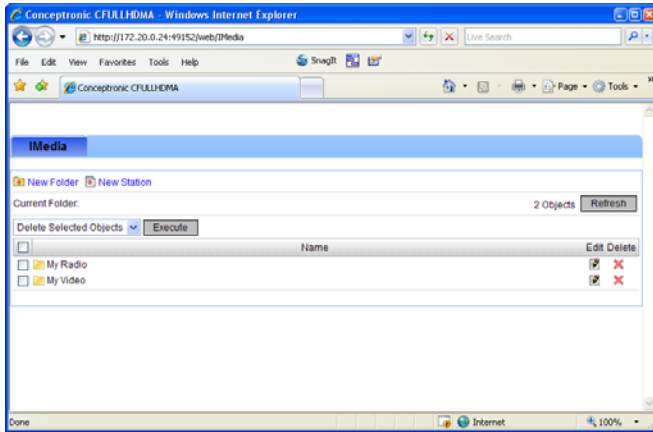 Conceptronic CFULLHDMA - Windows Internet Explorer
http://172.20.0.24:49152/web/IMedia
Live Search
File Edit View Favorites Tools Help
SnagIt
Conceptronic CFULLHDMA
Page Tools
IMedia
New Folder New Station
Current Folder:
2 Objects Refresh
Delete Selected Objects Execute
Name Edit Delete
My Radio
My Video
Done Internet 100%